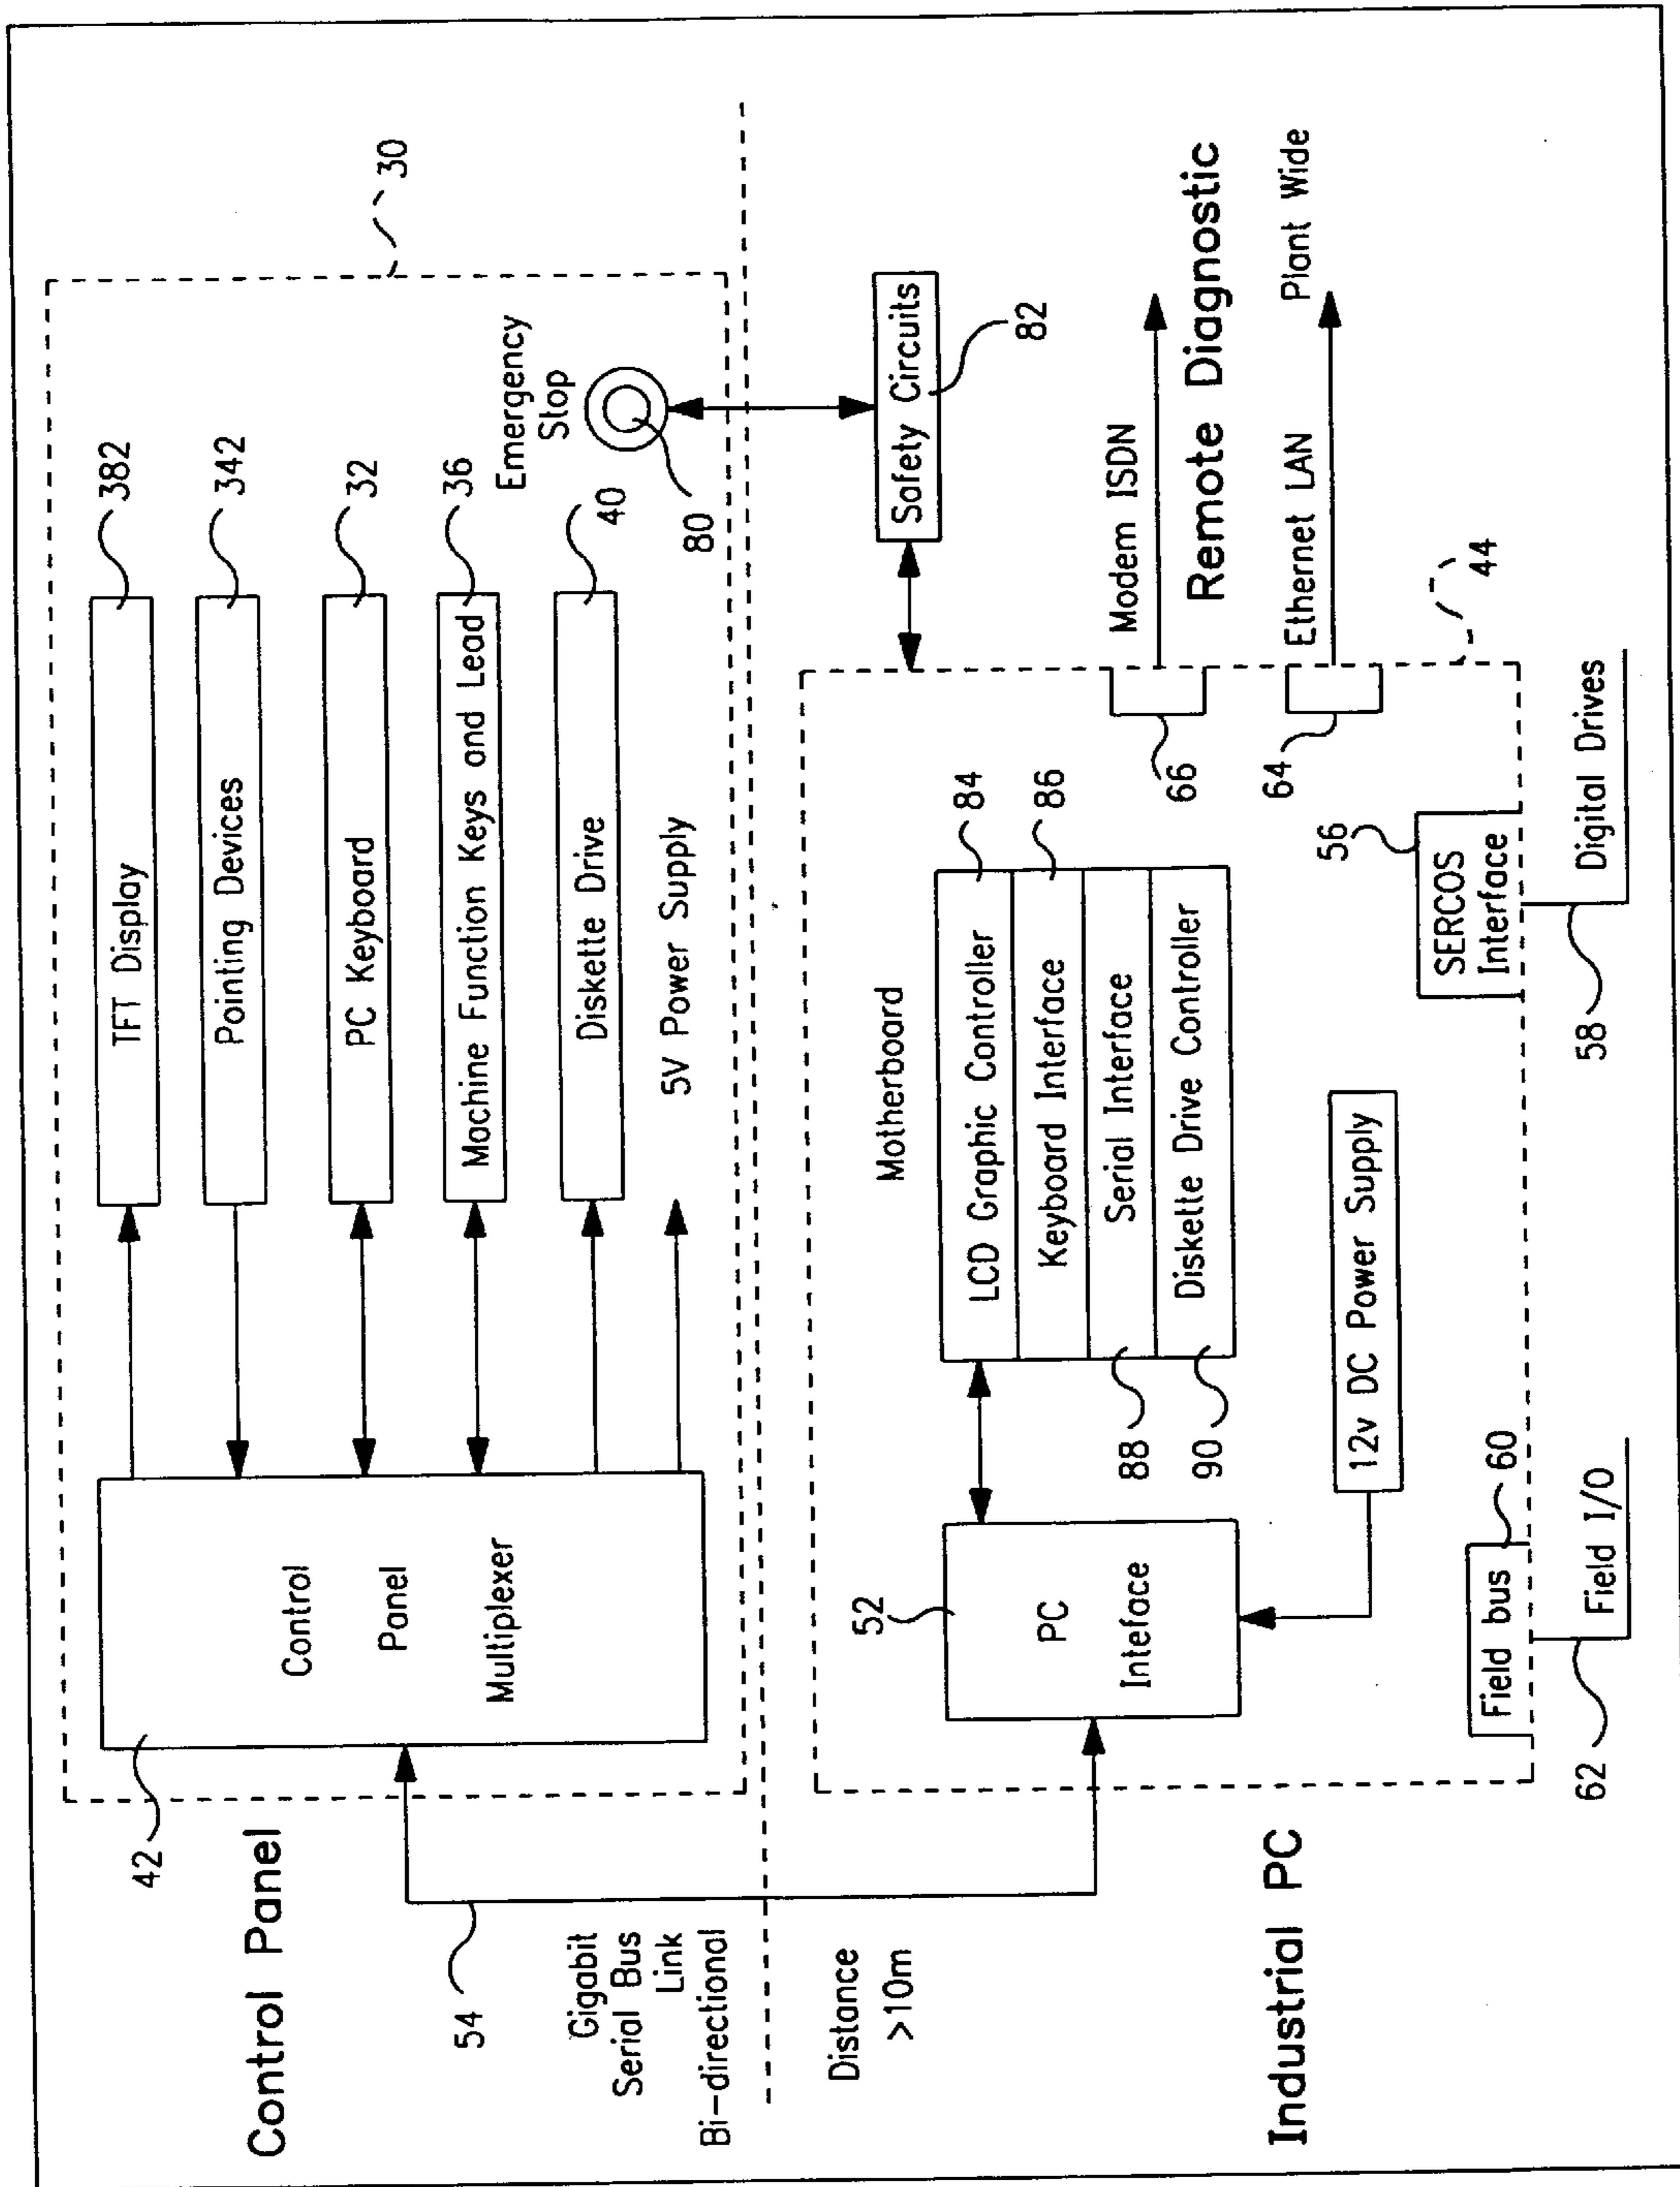 Control Panel
30
42
Control
Panel
Multiplexer
TFT Display
382
Pointing Devices
342
PC Keyboard
32
Machine Function Keys and Lead
36
Diskette Drive
40
5V Power Supply
Emergency
Stop
80
54
Gigabit
Serial Bus
Link
Bi-directional
Distance
>10m
Safety Circuits
82
Industrial PC
52
PC
Inteface
Motherboard
LCD Graphic Controller
84
Keyboard Interface
86
Serial Interface
88
Diskette Drive Controller
90
12v DC Power Supply
Modem ISDN
66
Remote Diagnostic
Ethernet LAN
Plant Wide
64
44
Field bus
60
Field I/O
62
SERCOS
Interface
56
Digital Drives
58